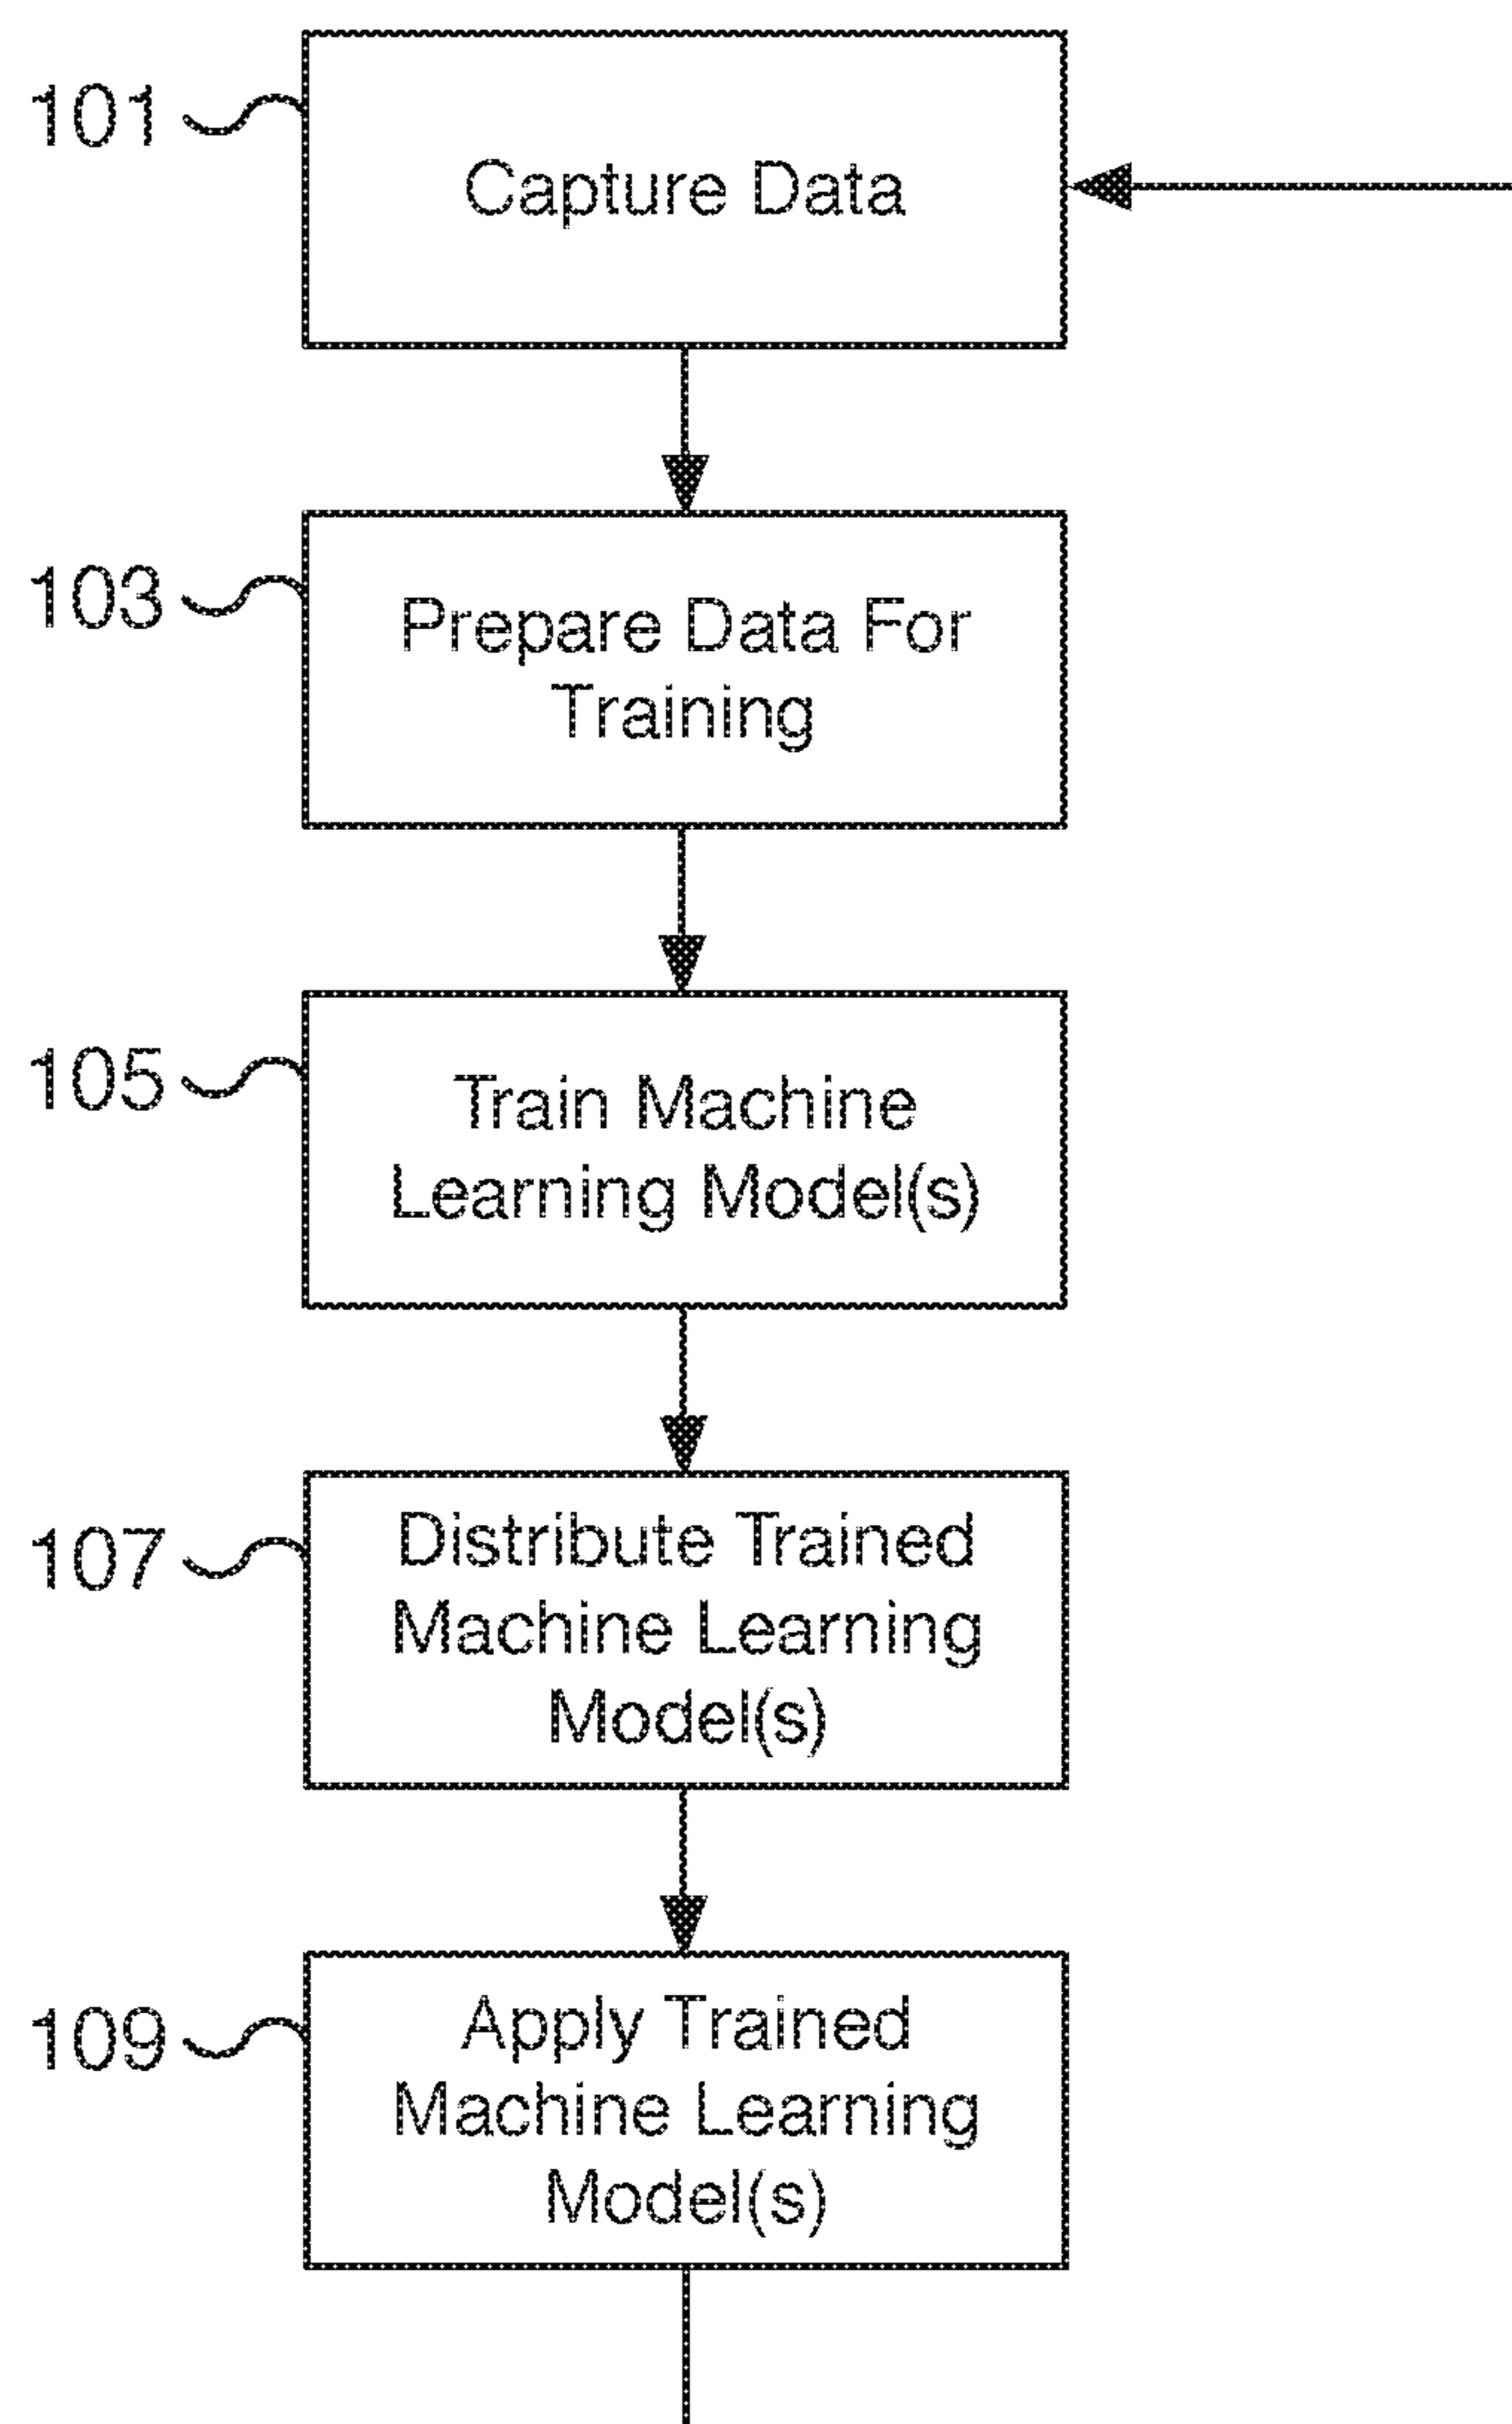 101
Capture Data
103
Prepare Data For
Training
105
Train Machine
Learning Model(s)
107
Distribute Trained
Machine Learning
Model(s)
109
Apply Trained
Machine Learning
Model(s)